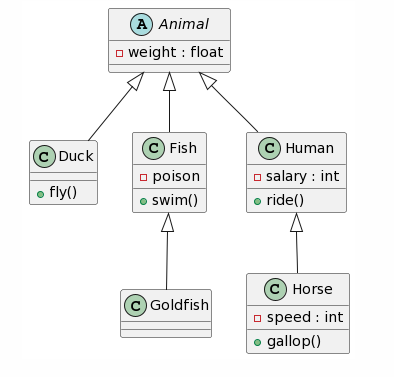 A Animal
weight : float
C Duck
fly()
C Fish
poison
swim()
C Human
salary : int
ride()
C Goldfish
C Horse
speed : int
gallop()